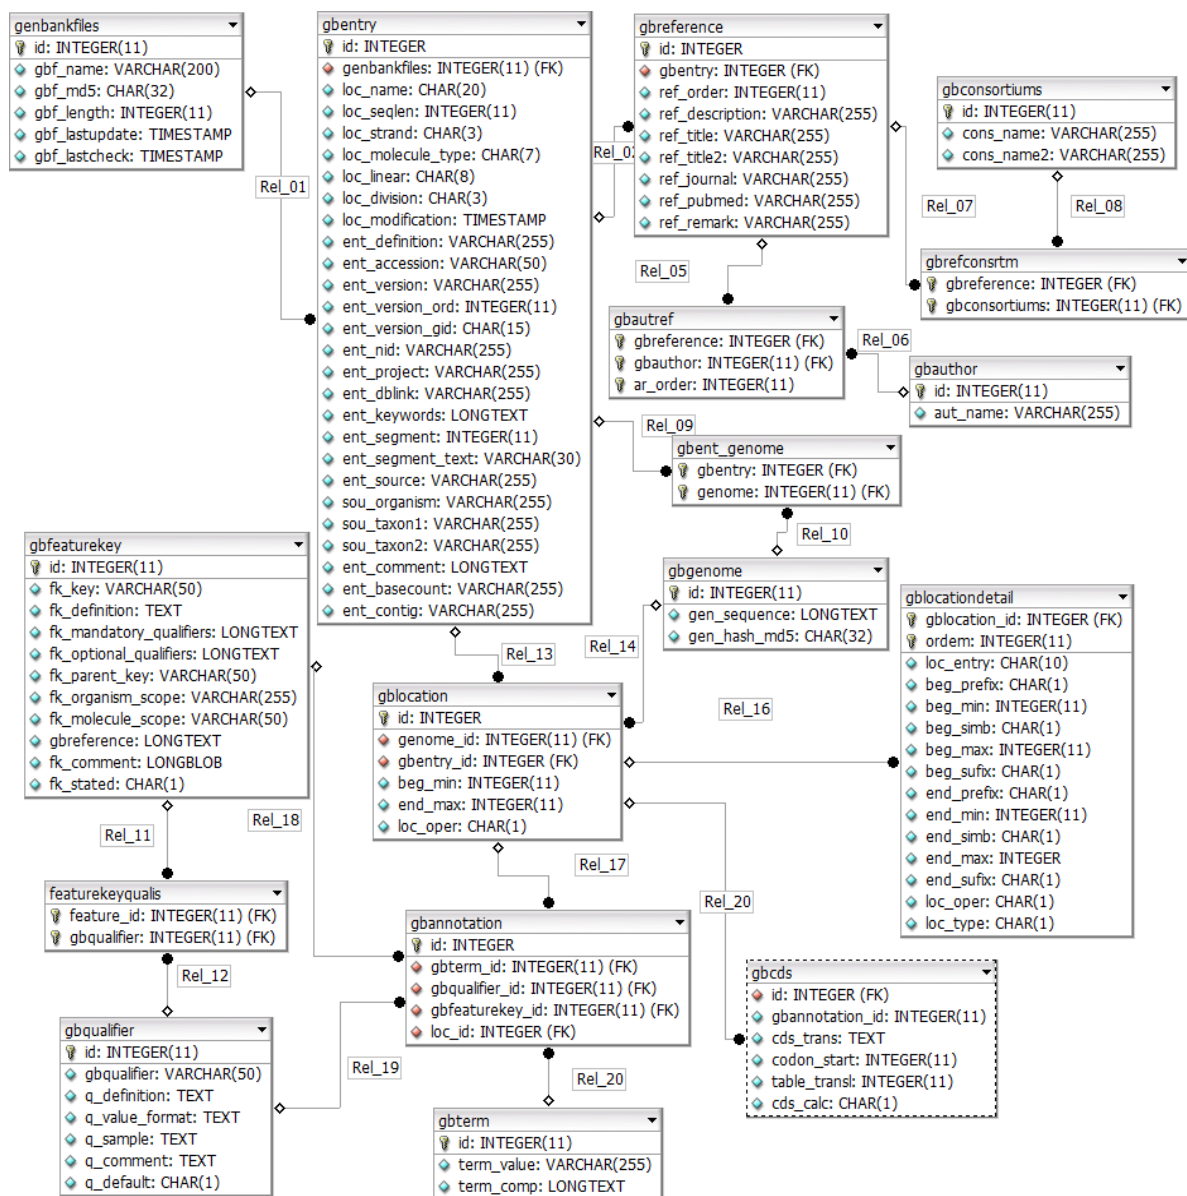 genbankfiles
id: INTEGER(11)
gbf_name: VARCHAR(200)
gbf_md5: CHAR(32)
gbf_length: INTEGER(11)
gbf_lastupdate: TIMESTAMP
gbf_lastcheck: TIMESTAMP
Rel_01
gbentry
id: INTEGER
genbankfiles: INTEGER(11) (FK)
loc_name: CHAR(20)
loc_seqlen: INTEGER(11)
loc_strand: CHAR(3)
loc_molecule_type: CHAR(7)
loc_linear: CHAR(8)
loc_division: CHAR(3)
loc_modification: TIMESTAMP
ent_definition: VARCHAR(255)
ent_accession: VARCHAR(50)
ent_version: VARCHAR(255)
ent_version_ord: INTEGER(11)
ent_version_gid: CHAR(15)
ent_nid: VARCHAR(255)
ent_project: VARCHAR(255)
ent_dblink: VARCHAR(255)
ent_keywords: LONGTEXT
ent_segment: INTEGER(11)
ent_segment_text: VARCHAR(30)
ent_source: VARCHAR(255)
sou_organism: VARCHAR(255)
sou_taxon1: VARCHAR(255)
sou_taxon2: VARCHAR(255)
ent_comment: LONGTEXT
ent_basecount: VARCHAR(255)
ent_contig: VARCHAR(255)
Rel_02
gbreference
id: INTEGER
gbentry: INTEGER (FK)
ref_order: INTEGER(11)
ref_description: VARCHAR(255)
ref_title: VARCHAR(255)
ref_title2: VARCHAR(255)
ref_journal: VARCHAR(255)
ref_pubmed: VARCHAR(255)
ref_remark: VARCHAR(255)
gbconsortiums
id: INTEGER(11)
cons_name: VARCHAR(255)
cons_name2: VARCHAR(255)
Rel_07
Rel_08
gbrefconsrtm
gbreference: INTEGER (FK)
gbconsortiums: INTEGER(11) (FK)
Rel_05
gbautref
gbreference: INTEGER (FK)
gbauthor: INTEGER(11) (FK)
ar_order: INTEGER(11)
Rel_06
gbauthor
id: INTEGER(11)
aut_name: VARCHAR(255)
Rel_09
gbent_genome
gbentry: INTEGER (FK)
genome: INTEGER(11) (FK)
Rel_10
gbgenome
id: INTEGER(11)
gen_sequence: LONGTEXT
gen_hash_md5: CHAR(32)
gbfeaturekey
id: INTEGER(11)
fk_key: VARCHAR(50)
fk_definition: TEXT
fk_mandatory_qualifiers: LONGTEXT
fk_optional_qualifiers: LONGTEXT
fk_parent_key: VARCHAR(50)
fk_organism_scope: VARCHAR(255)
fk_molecule_scope: VARCHAR(50)
gbreference: LONGTEXT
fk_comment: LONGBLOB
fk_stated: CHAR(1)
Rel_13
Rel_14
gblocation
id: INTEGER
genome_id: INTEGER(11) (FK)
gbentry_id: INTEGER (FK)
beg_min: INTEGER(11)
end_max: INTEGER(11)
loc_oper: CHAR(1)
Rel_16
gblocationdetail
gblocation_id: INTEGER (FK)
ordem: INTEGER(11)
loc_entry: CHAR(10)
beg_prefix: CHAR(1)
beg_min: INTEGER(11)
beg_simb: CHAR(1)
beg_max: INTEGER(11)
beg_sufix: CHAR(1)
end_prefix: CHAR(1)
end_min: INTEGER(11)
end_simb: CHAR(1)
end_max: INTEGER
end_sufix: CHAR(1)
loc_oper: CHAR(1)
loc_type: CHAR(1)
Rel_11
Rel_18
Rel_17
Rel_20
featurekeyqualis
feature_id: INTEGER(11) (FK)
gbqualifier: INTEGER(11) (FK)
Rel_12
gbannotation
id: INTEGER
gbterm_id: INTEGER(11) (FK)
gbqualifier_id: INTEGER(11) (FK)
gbfeaturekey_id: INTEGER(11) (FK)
loc_id: INTEGER (FK)
gbcds
id: INTEGER (FK)
gbannotation_id: INTEGER(11)
cds_trans: TEXT
codon_start: INTEGER(11)
table_transl: INTEGER(11)
cds_calc: CHAR(1)
gbqualifier
id: INTEGER(11)
gbqualifier: VARCHAR(50)
q_definition: TEXT
q_value_format: TEXT
q_sample: TEXT
q_comment: TEXT
q_default: CHAR(1)
Rel_19
Rel_20
gbterm
id: INTEGER(11)
term_value: VARCHAR(255)
term_comp: LONGTEXT